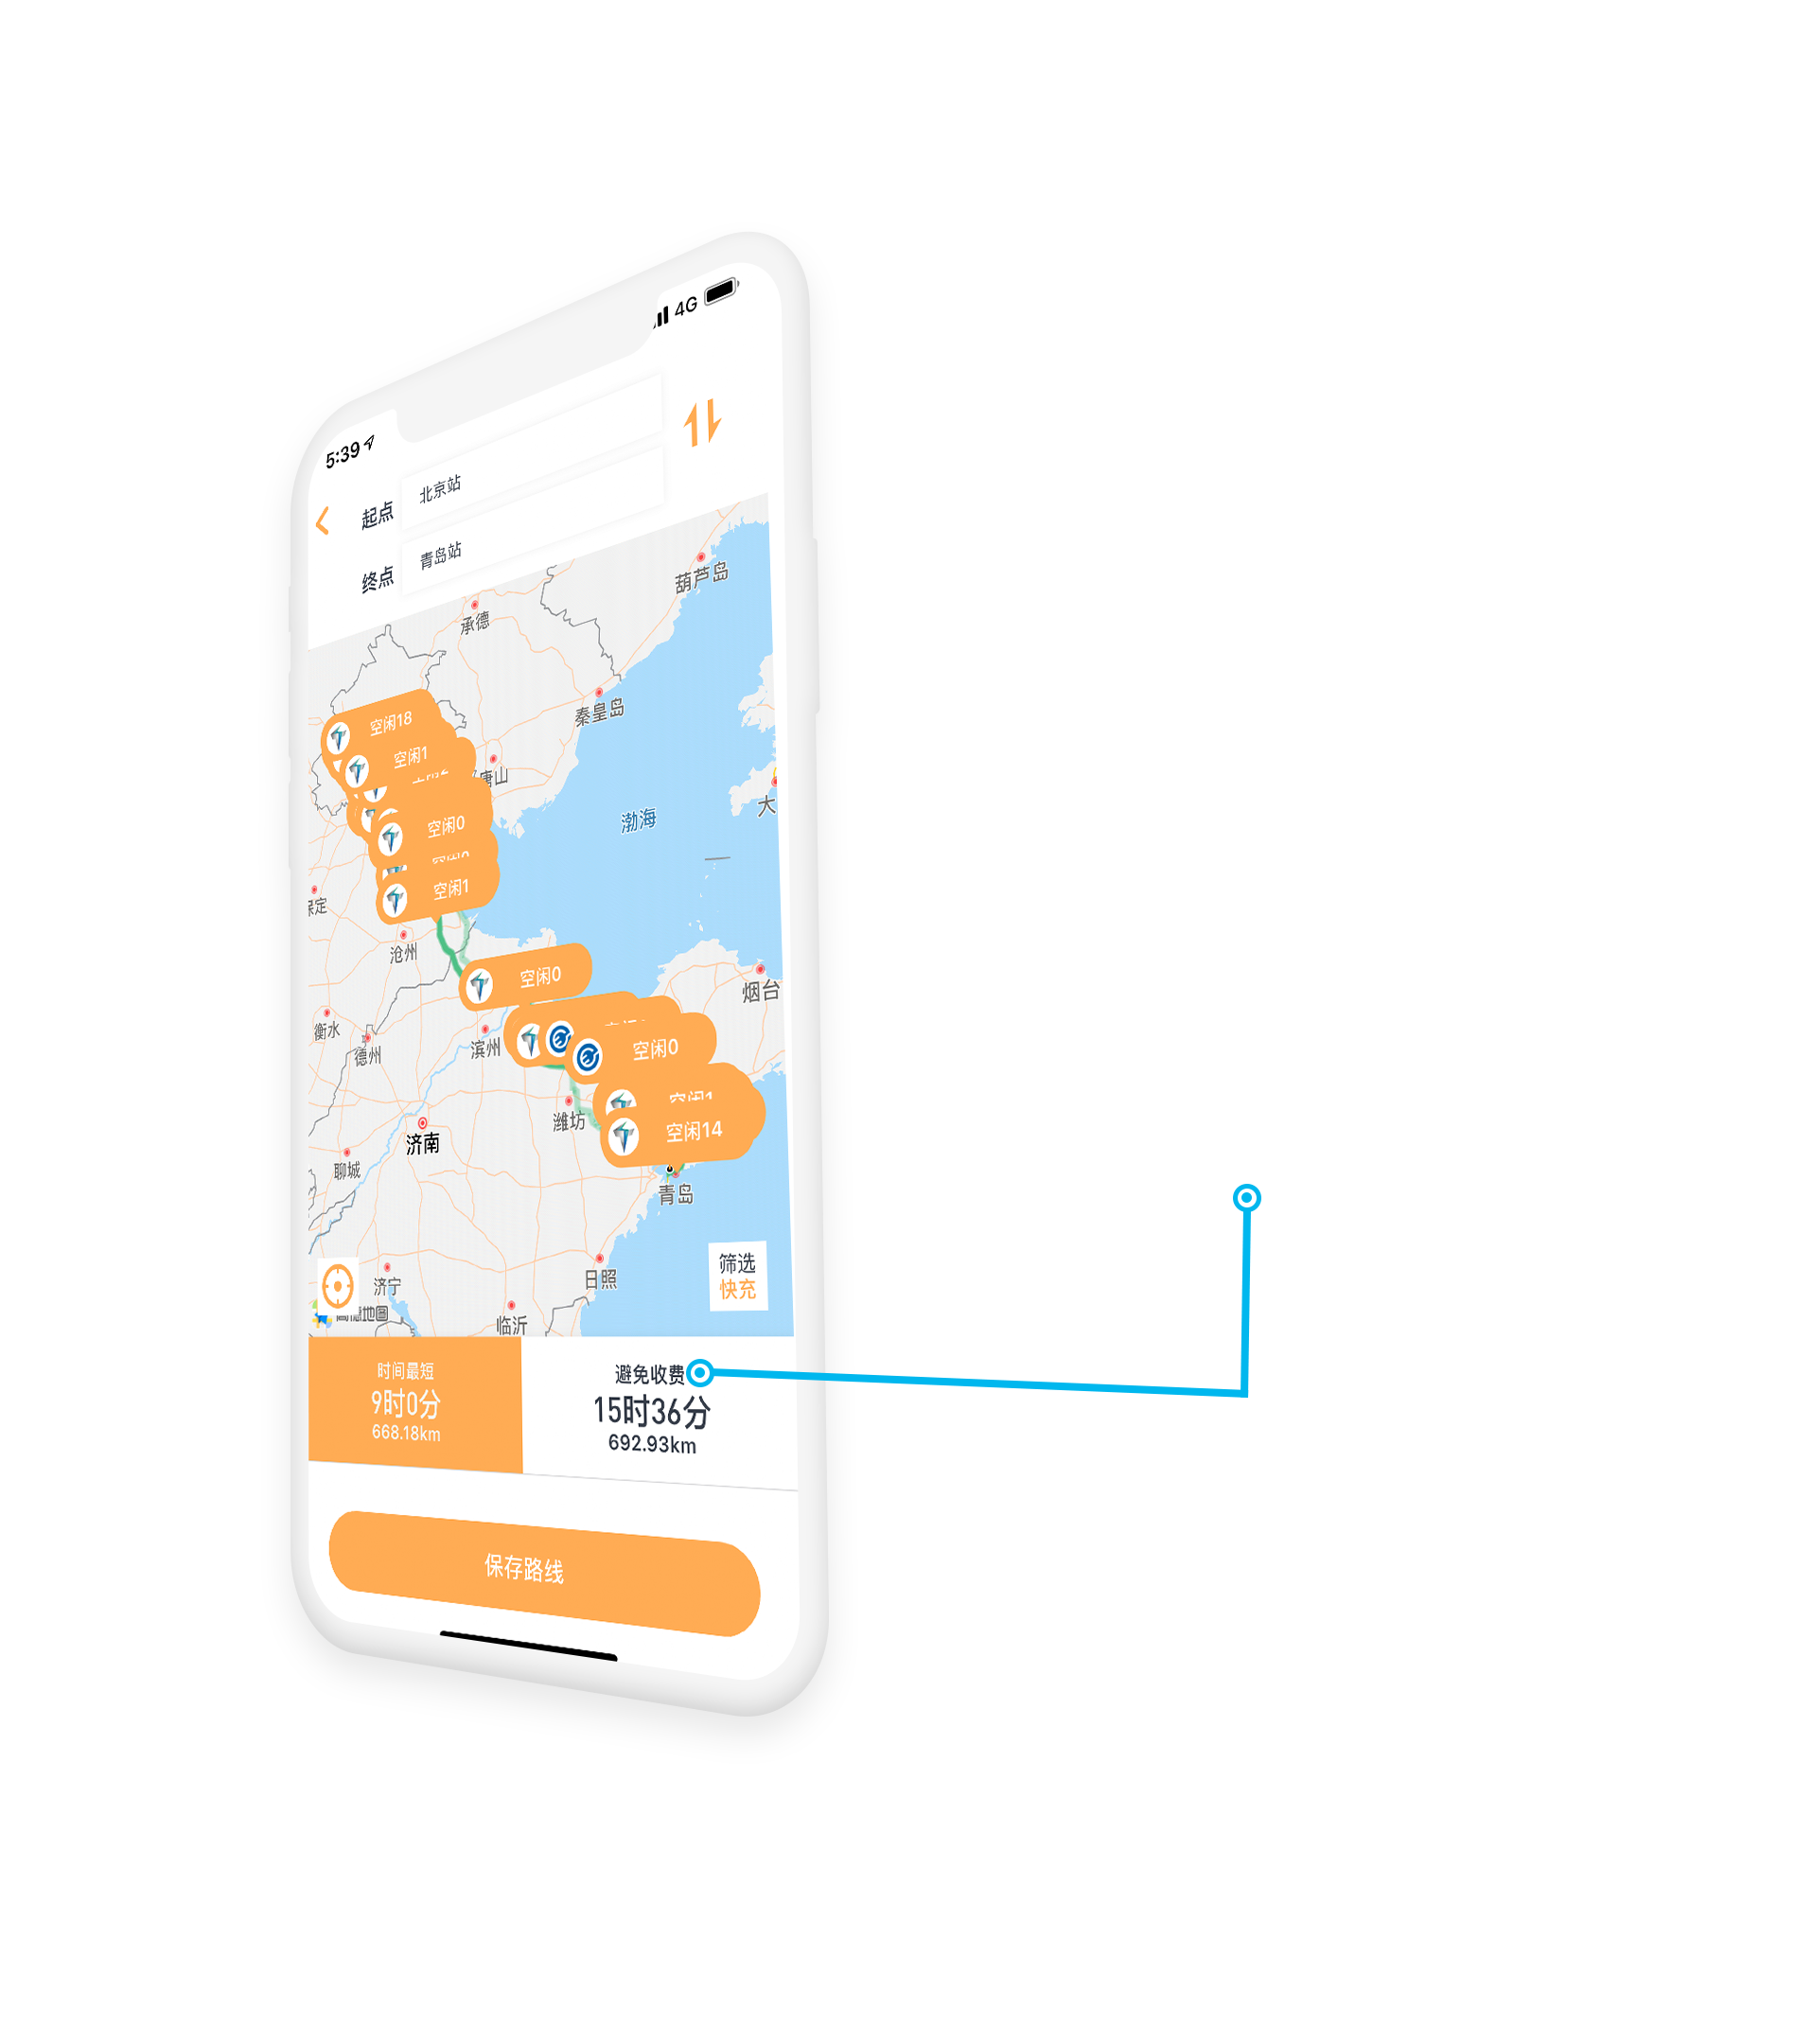 5:39
4G
起点
北京站
终点
青岛站
葫芦岛
承德
秦皇岛
空闲18
空闲1
唐山
渤海
大
空闲0
空闲1
保定
沧州
空闲0
烟台
衡水
德州
滨州
空闲0
空闲1
潍坊
空闲14
济南
聊城
青岛
筛选
快充
日照
济宁
高德地图
临沂
时间最短
9时0分
668.18km
避免收费
15时36分
692.93km
保存路线